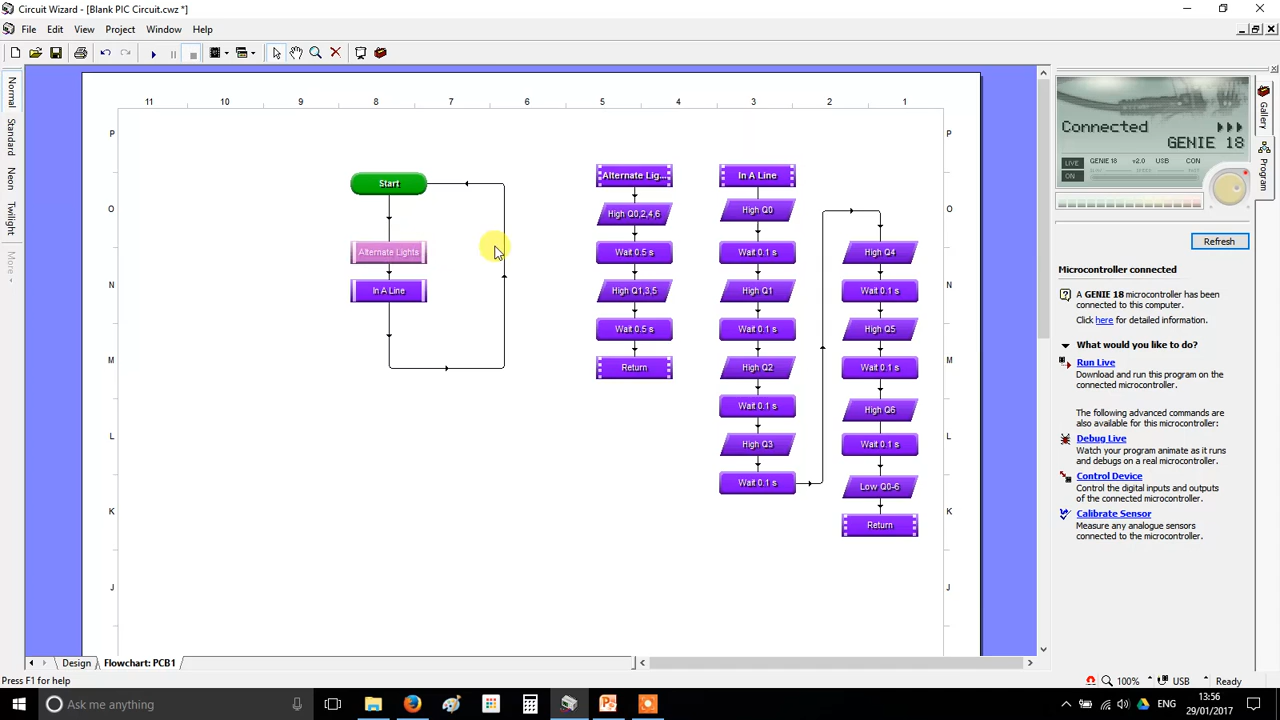 Circuit Wizard - [Blank PIC Circuit.cwz *]
File Edit View Project Window Help
Normal
Standard
Neon
Twilight
More
11 10 9 8 7 6 5 4 3 2 1
P
O
N
M
L
K
J
P
O
N
M
L
K
J
Start
Alternate Lights
In A Line
Alternate Lig...
High Q0,2,4,6
Wait 0.5 s
High Q1,3,5
Wait 0.5 s
Return
In A Line
High Q0
Wait 0.1 s
High Q1
Wait 0.1 s
High Q2
Wait 0.1 s
High Q3
Wait 0.1 s
High Q4
Wait 0.1 s
High Q5
Wait 0.1 s
High Q6
Wait 0.1 s
Low Q0-6
Return
Connected
GENIE 18
LIVE GENIE 18 v2.0 USB CON
ON
Gallery
Program
Refresh
Microcontroller connected
A GENIE 18 microcontroller has been
connected to this computer.
Click here for detailed information.
What would you like to do?
Run Live
Download and run this program on the
connected microcontroller.
The following advanced commands are
also available for this microcontroller:
Debug Live
Watch your program animate as it runs
and debugs on a real microcontroller.
Control Device
Control the digital inputs and outputs
of the connected microcontroller.
Calibrate Sensor
Measure any analogue sensors
connected to the microcontroller.
Design Flowchart: PCB1
Press F1 for help
100% USB Ready
Ask me anything
ENG
13:56
29/01/2017